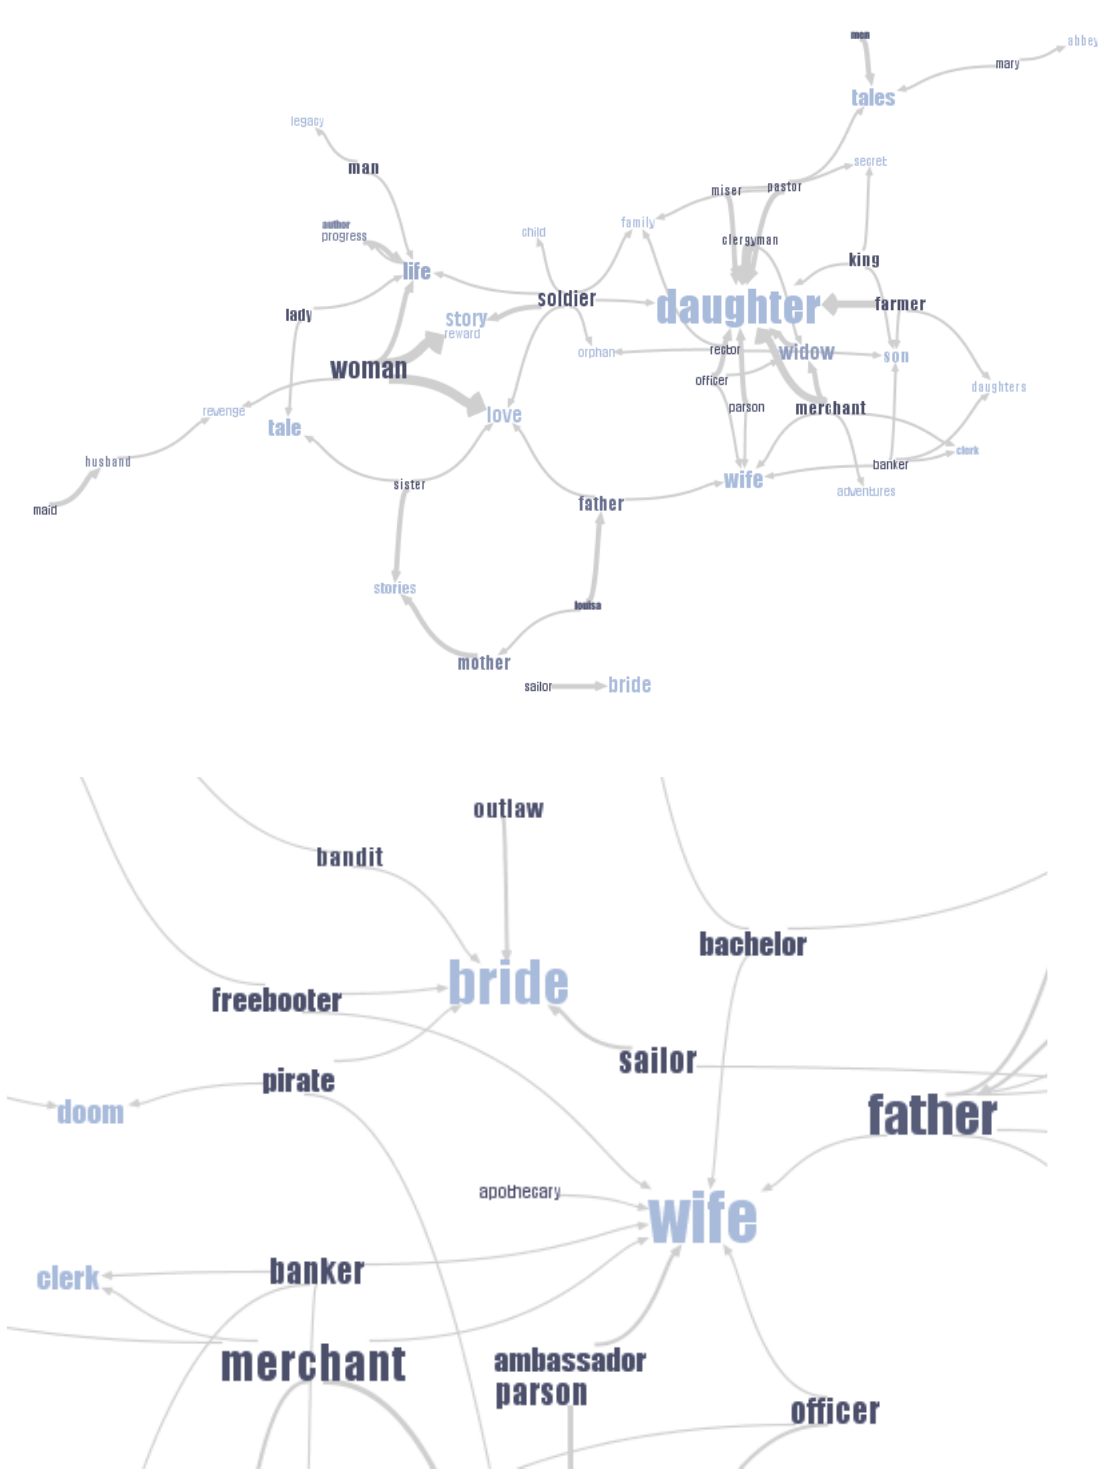 men
abbey
mary
tales
legacy
secret
man
miser
pastor
author
progress
child
family
clergyman
king
life
soldier
daughter
farmer
lady
story
reward
orphan
rector
widow
son
woman
officer
daughters
revenge
love
parson
merchant
tale
husband
clerk
banker
wife
adventures
sister
maid
father
stories
louisa
mother
sailor
bride
outlaw
bandit
bachelor
bride
freebooter
sailor
pirate
doom
father
apothecary
wife
clerk
banker
merchant
ambassador
parson
officer